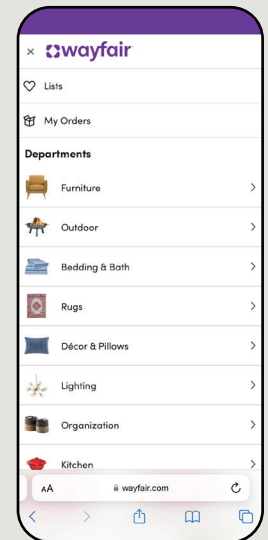 × wayfair
Lists
My Orders
Departments
Furniture
Outdoor
Bedding & Bath
Rugs
Décor & Pillows
Lighting
Organization
Kitchen
AA wayfair.com